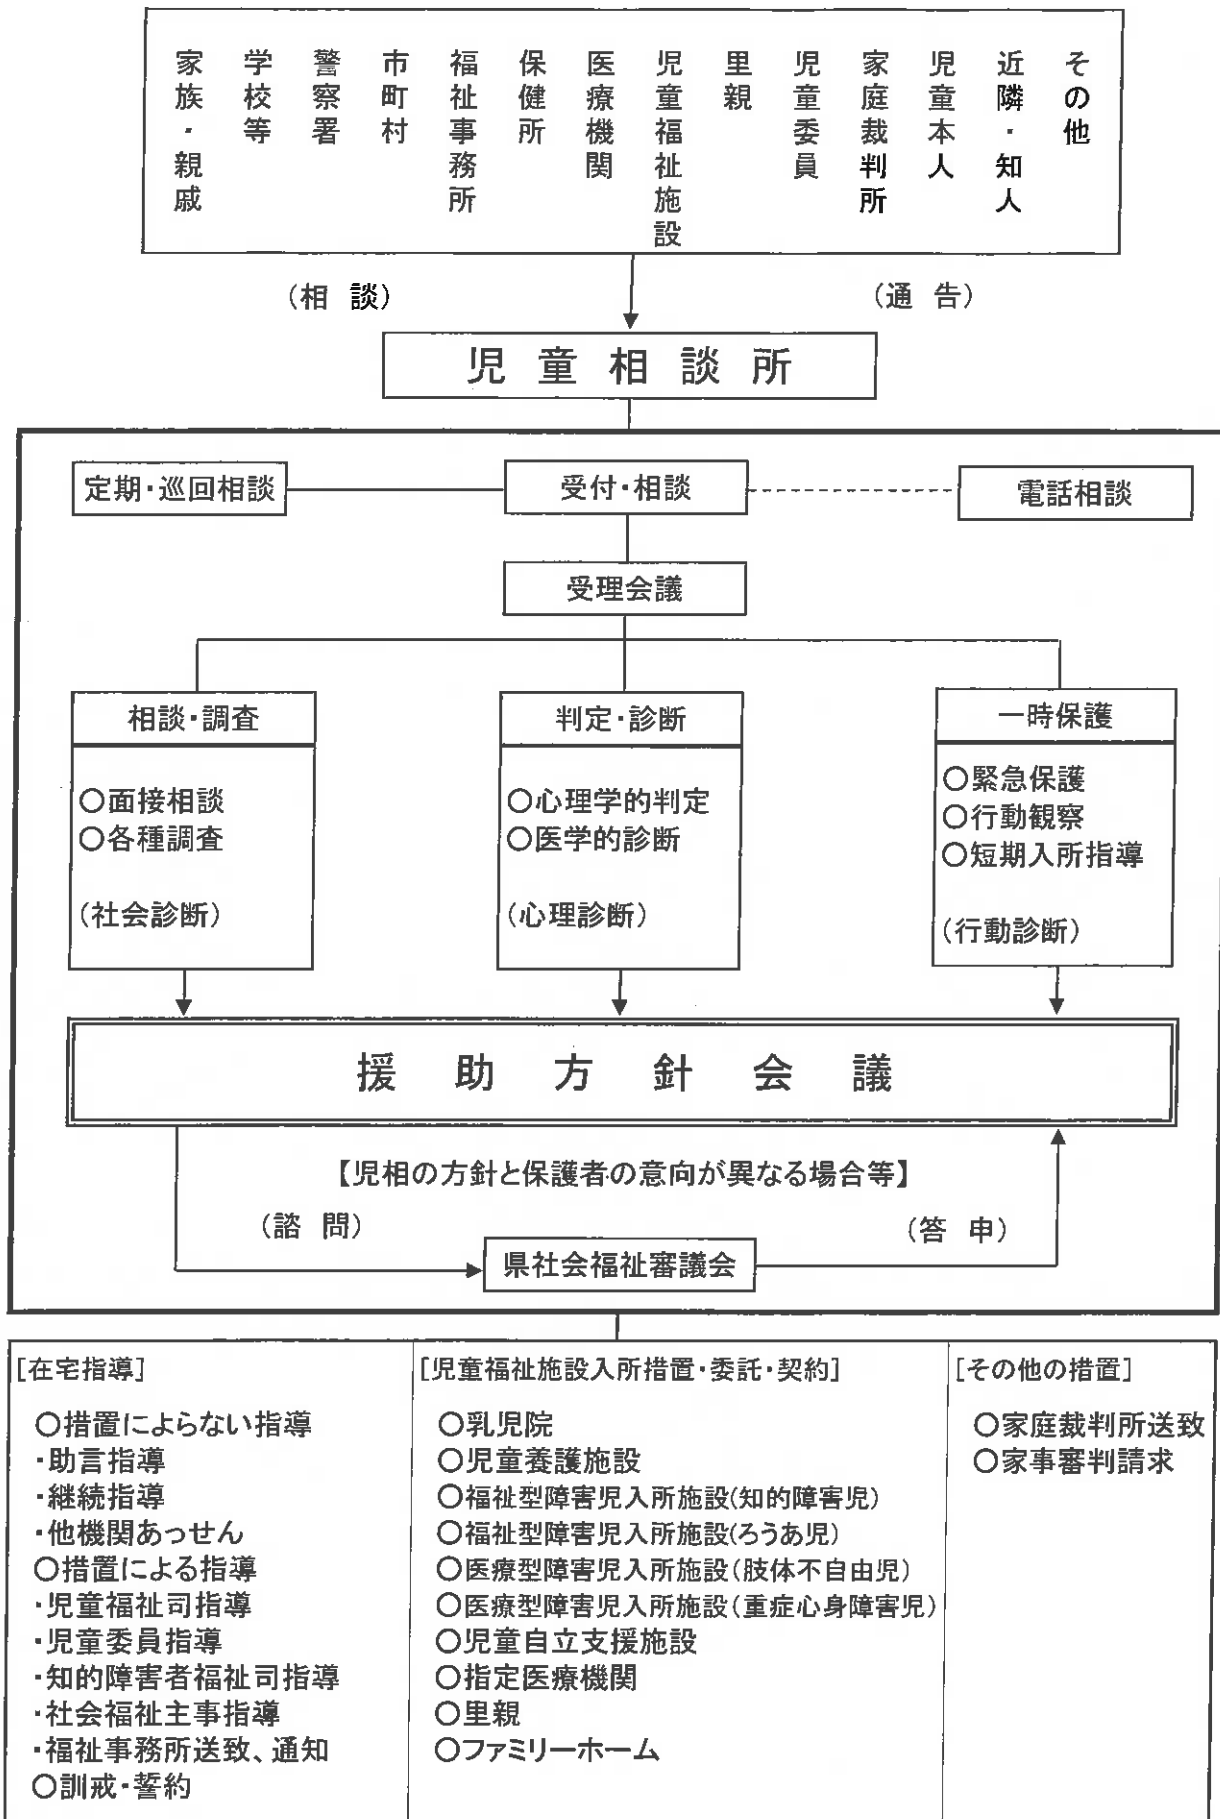 家族・親戚
学校等
警察署
市町村
福祉事務所
保健所
医療機関
児童福祉施設
里親
児童委員
家庭裁判所
児童本人
近隣・知人
その他
(相 談)
(通 告)
児 童 相 談 所
定期・巡回相談
受付・相談
電話相談
受理会議
相談・調査
○面接相談
○各種調査
(社会診断)
判定・診断
○心理学的判定
○医学的診断
(心理診断)
一時保護
○緊急保護
○行動観察
○短期入所指導
(行動診断)
援 助 方 針 会 議
【児相の方針と保護者の意向が異なる場合等】
(諮 問)
(答 申)
県社会福祉審議会
[在宅指導]
○措置によらない指導
・助言指導
・継続指導
・他機関あっせん
○措置による指導
・児童福祉司指導
・児童委員指導
・知的障害者福祉司指導
・社会福祉主事指導
・福祉事務所送致、通知
○訓戒・誓約
[児童福祉施設入所措置・委託・契約]
○乳児院
○児童養護施設
○福祉型障害児入所施設(知的障害児)
○福祉型障害児入所施設(ろうあ児)
○医療型障害児入所施設(肢体不自由児)
○医療型障害児入所施設(重症心身障害児)
○児童自立支援施設
○指定医療機関
○里親
○ファミリーホーム
[その他の措置]
○家庭裁判所送致
○家事審判請求